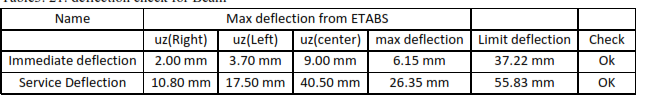 Name Max deflection from ETABS
uz(Right) uz(Left) uz(center) max deflection Limit deflection Check
Immediate deflection 2.00 mm 3.70 mm 9.00 mm 6.15 mm 37.22 mm Ok
Service Deflection 10.80 mm 17.50 mm 40.50 mm 26.35 mm 55.83 mm OK